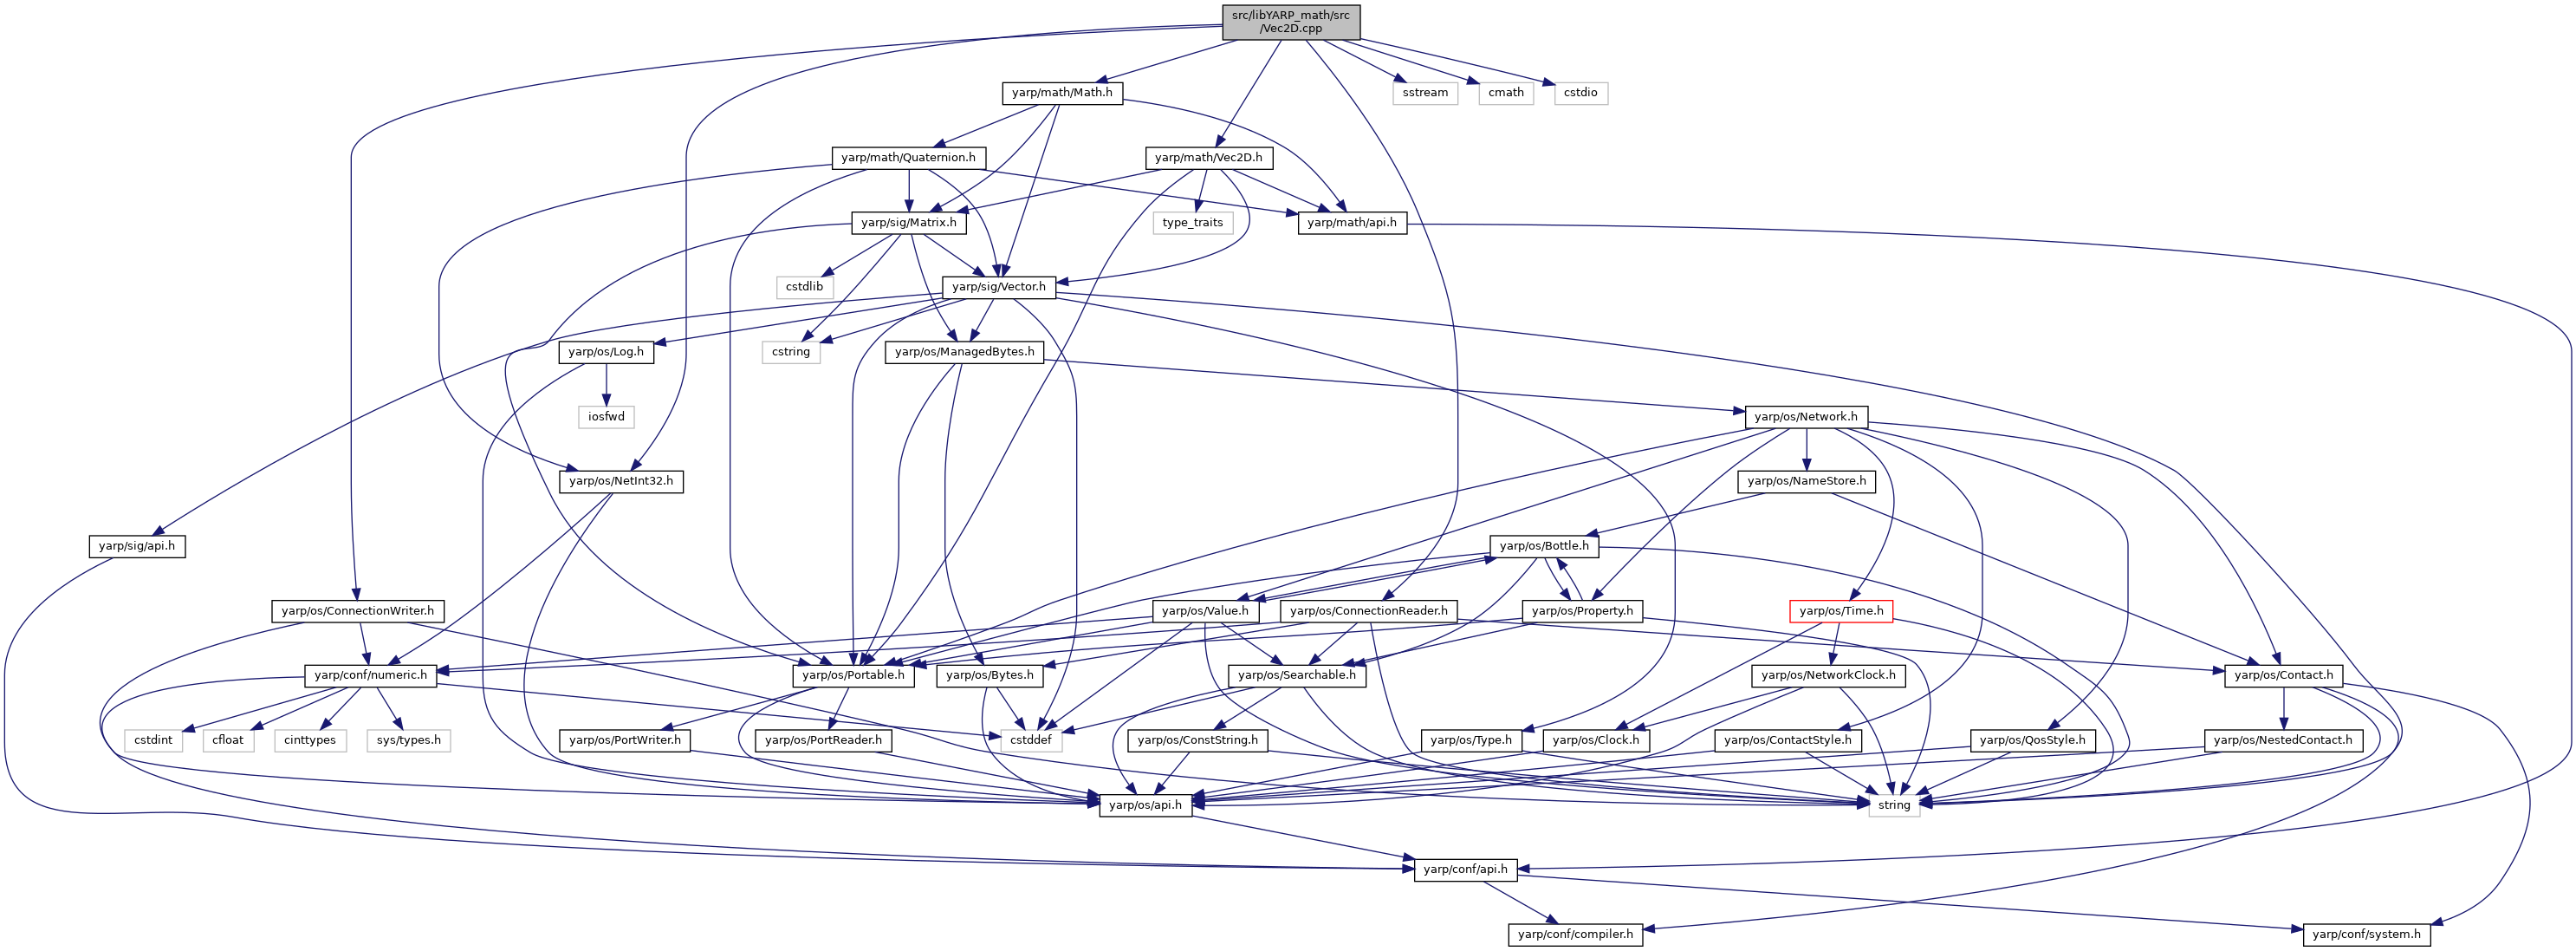 src/libYARP_math/src
/Vec2D.cpp
yarp/math/Math.h
sstream
cmath
cstdio
yarp/math/Quaternion.h
yarp/math/Vec2D.h
yarp/sig/Matrix.h
type_traits
yarp/math/api.h
cstdlib
yarp/sig/Vector.h
yarp/os/Log.h
cstring
yarp/os/ManagedBytes.h
iosfwd
yarp/os/Network.h
yarp/os/NetInt32.h
yarp/os/NameStore.h
yarp/sig/api.h
yarp/os/Bottle.h
yarp/os/ConnectionWriter.h
yarp/os/Value.h
yarp/os/ConnectionReader.h
yarp/os/Property.h
yarp/os/Time.h
yarp/conf/numeric.h
yarp/os/Portable.h
yarp/os/Bytes.h
yarp/os/Searchable.h
yarp/os/NetworkClock.h
yarp/os/Contact.h
cstdint
cfloat
cinttypes
sys/types.h
yarp/os/PortWriter.h
yarp/os/PortReader.h
cstddef
yarp/os/ConstString.h
yarp/os/Type.h
yarp/os/Clock.h
yarp/os/ContactStyle.h
yarp/os/QosStyle.h
yarp/os/NestedContact.h
yarp/os/api.h
string
yarp/conf/api.h
yarp/conf/compiler.h
yarp/conf/system.h